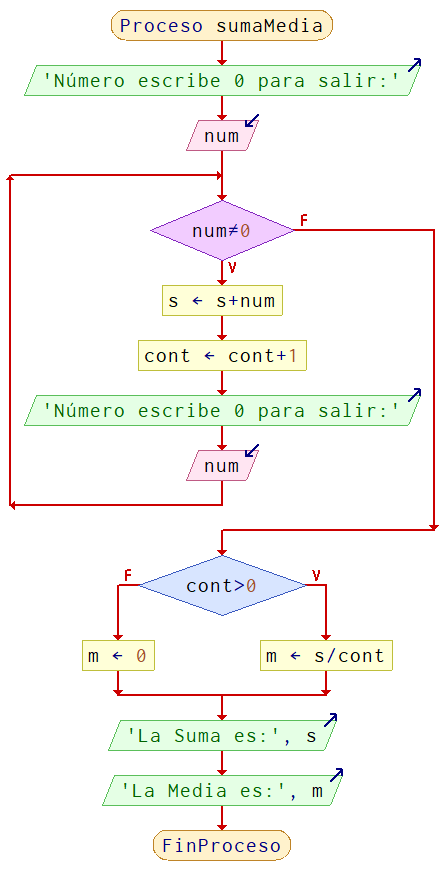 Proceso sumaMedia
'Número escribe 0 para salir:'
num
num≠0
F
V
s ← s+num
cont ← cont+1
'Número escribe 0 para salir:'
num
F
cont>0
V
m ← 0
m ← s/cont
'La Suma es:', s
'La Media es:', m
FinProceso